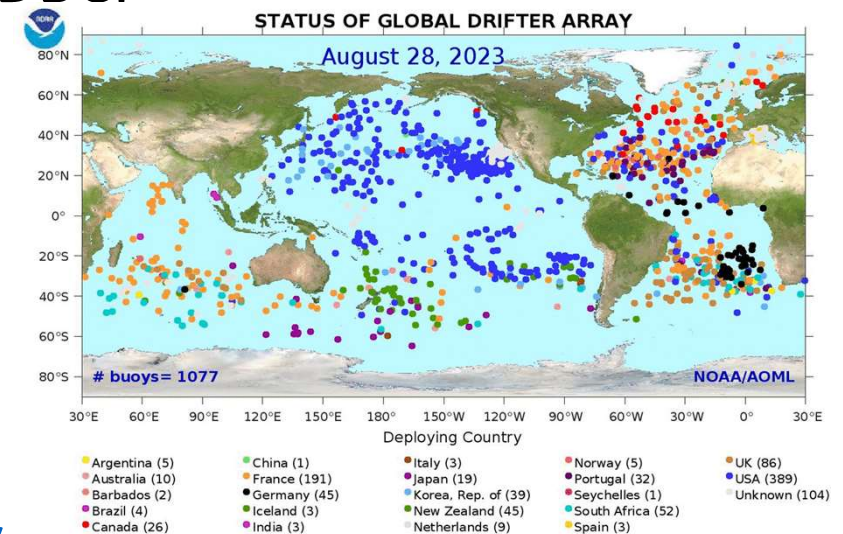 STATUS OF GLOBAL DRIFTER ARRAY
NOAA
August 28, 2023
80°N
60°N
40°N
20°N
0°
20°S
40°S
60°S
80°S
# buoys= 1077
NOAA/AOML
30°E 60°E 90°E 120°E 150°E 180°E 150°W 120°W 90°W 60°W 30°W 0° 30°E
Deploying Country
Argentina (5)
Australia (10)
Barbados (2)
Brazil (4)
Canada (26)
China (1)
France (191)
Germany (45)
Iceland (3)
India (3)
Italy (3)
Japan (19)
Korea, Rep. of (39)
New Zealand (45)
Netherlands (9)
Norway (5)
Portugal (32)
Seychelles (1)
South Africa (52)
Spain (3)
UK (86)
USA (389)
Unknown (104)